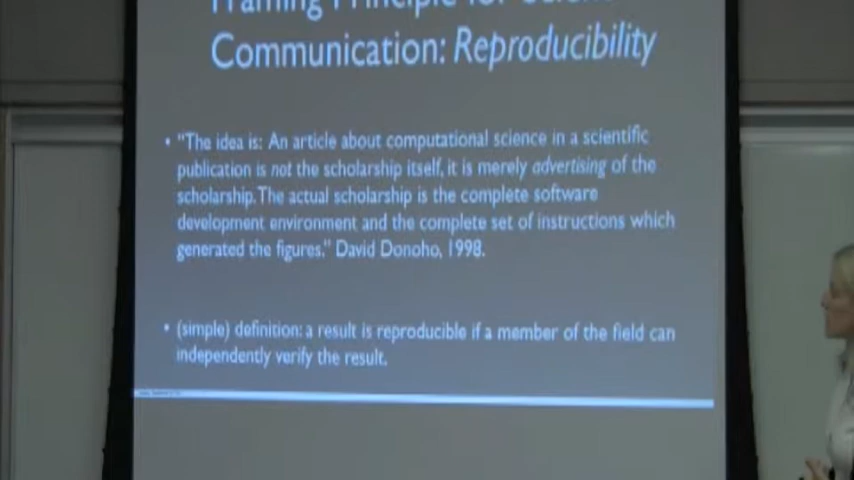 Framing Principle for
Communication: Reproducibility
• "The idea is: An article about computational science in a scientific
publication is not the scholarship itself, it is merely advertising of the
scholarship. The actual scholarship is the complete software
development environment and the complete set of instructions which
generated the figures." David Donoho, 1998.
• (simple) definition: a result is reproducible if a member of the field can
independently verify the result.